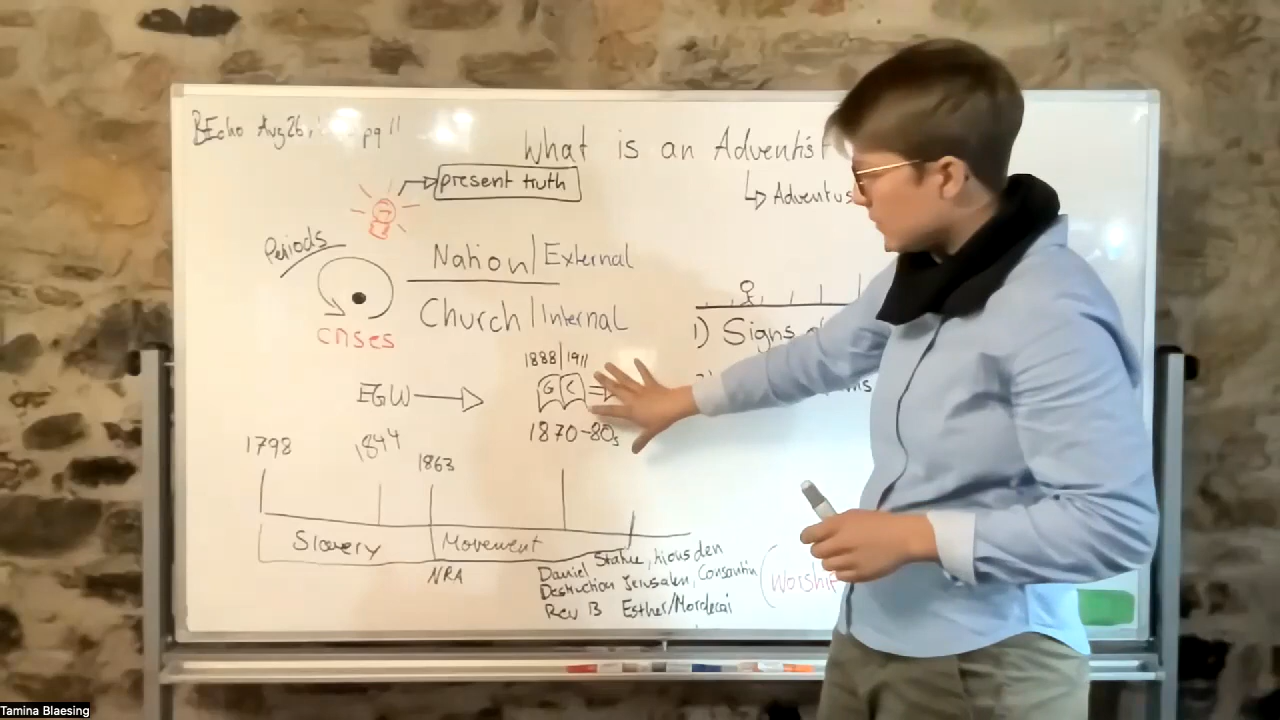 BEcho Aug 26, pg 11
What is an Adventist
present truth
Adventus
Periods
Nation / External
Church / Internal
crises
1) Signs
1888/1911
EGW
G C
1870-80s
1798
1844
1863
Slavery
Movement
NRA
Daniel Statue, Lions den
Destruction Jerusalem, Constantin
Rev 13 Esther/Mordecai
(Worship
Tamina Blaesing